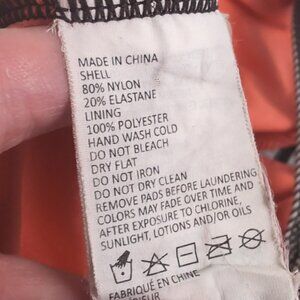 MADE IN CHINA
SHELL
80% NYLON
20% ELASTANE
LINING
100% POLYESTER
HAND WASH COLD
DO NOT BLEACH
DRY FLAT
DO NOT IRON
DO NOT DRY CLEAN
REMOVE PADS BEFORE LAUNDERING
COLORS MAY FADE OVER TIME AND
AFTER EXPOSURE TO CHLORINE,
SUNLIGHT, LOTIONS AND/OR OILS
FABRIQUÉ EN CHINE